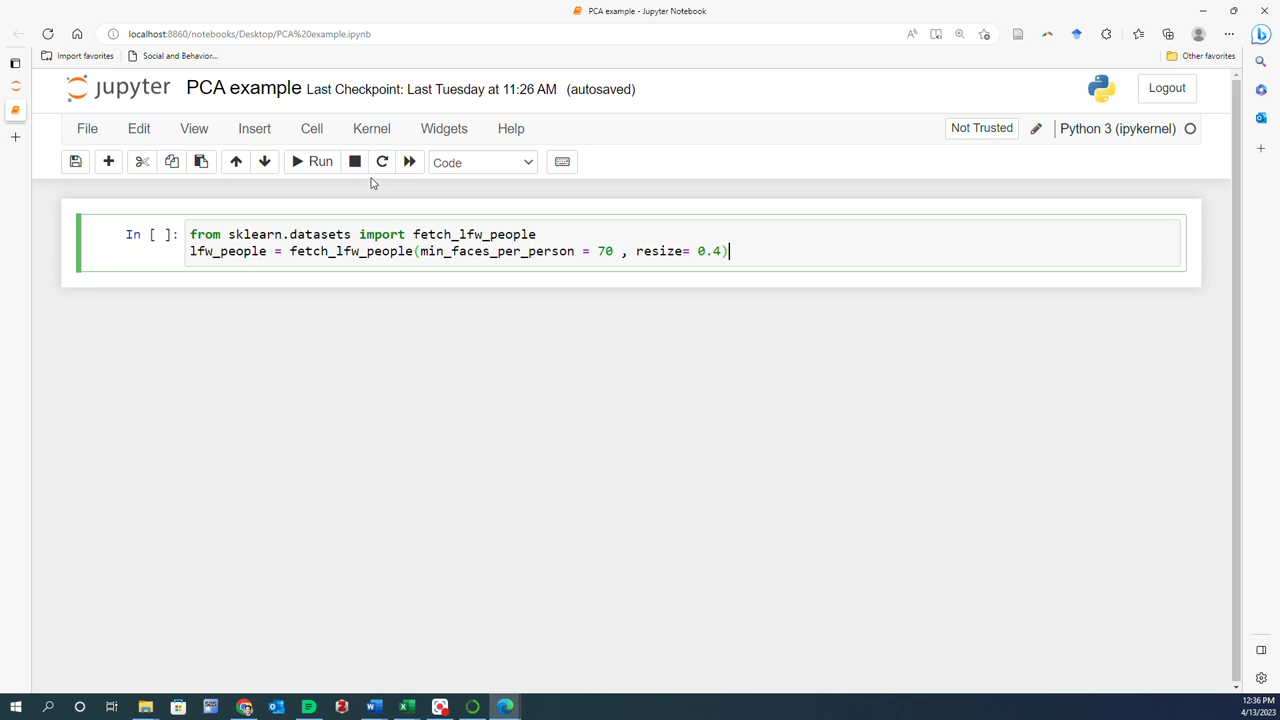 PCA example - Jupyter Notebook
localhost:8860/notebooks/Desktop/PCA%20example.ipynb
Import favorites
Social and Behavior...
Other favorites
jupyter PCA example Last Checkpoint: Last Tuesday at 11:26 AM (autosaved)
Logout
File Edit View Insert Cell Kernel Widgets Help
Not Trusted
Python 3 (ipykernel)
Run
Code
In [ ]: from sklearn.datasets import fetch_lfw_people
lfw_people = fetch_lfw_people(min_faces_per_person = 70 , resize= 0.4)
12:36 PM
4/13/2023